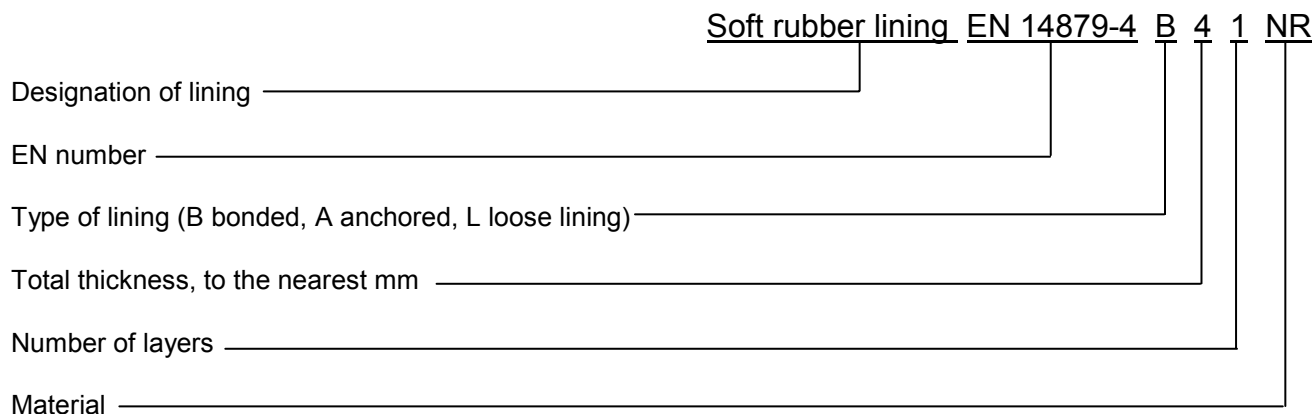 Soft rubber lining EN 14879-4 B 4 1 NR
Designation of lining
EN number
Type of lining (B bonded, A anchored, L loose lining)
Total thickness, to the nearest mm
Number of layers
Material